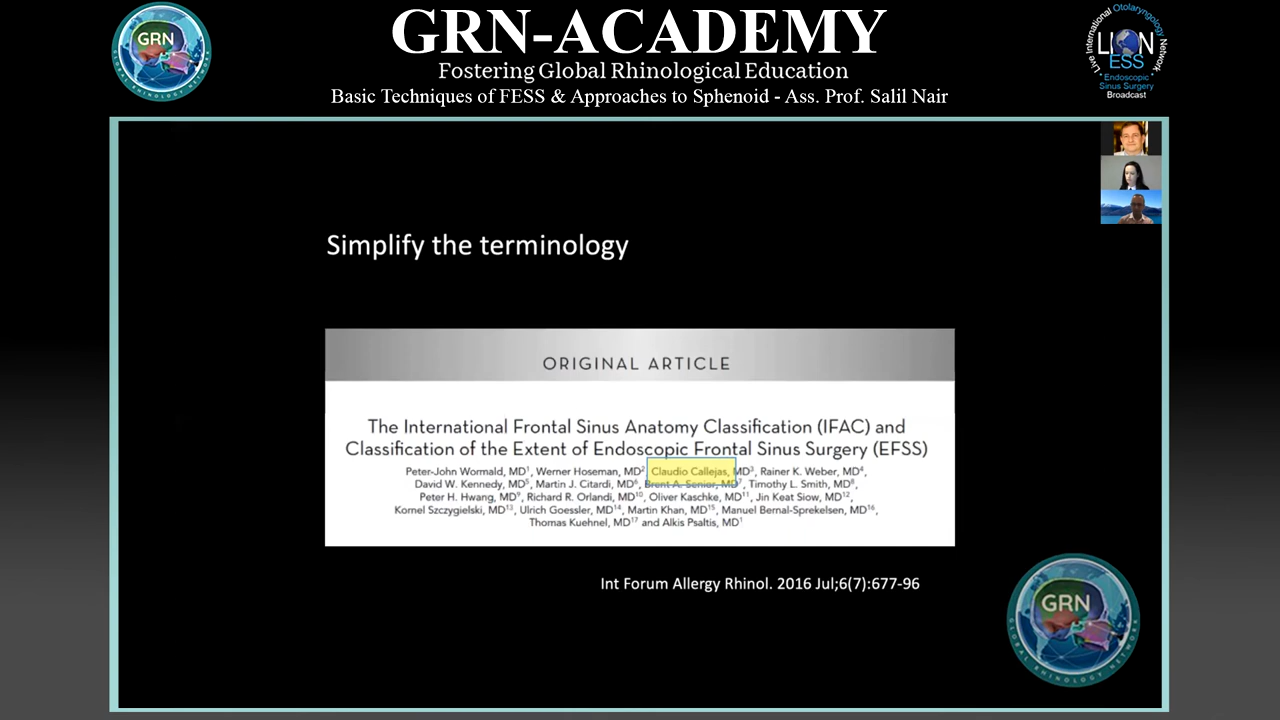 GRN-ACADEMY
Fostering Global Rhinological Education
Basic Techniques of FESS & Approaches to Sphenoid - Ass. Prof. Salil Nair
GRN
GLOBAL RHINOLOGY NETWORK
Live International Otolaryngology Network
LION
ESS
Endoscopic
Sinus Surgery
Broadcast
Simplify the terminology
ORIGINAL ARTICLE
The International Frontal Sinus Anatomy Classification (IFAC) and
Classification of the Extent of Endoscopic Frontal Sinus Surgery (EFSS)
Peter-John Wormald, MD1, Werner Hoseman, MD2, Claudio Callejas, MD3, Rainer K. Weber, MD4,
David W. Kennedy, MD5, Martin J. Citardi, MD6, Brent A. Senior, MD7, Timothy L. Smith, MD8,
Peter H. Hwang, MD9, Richard R. Orlandi, MD10, Oliver Kaschke, MD11, Jin Keat Siow, MD12,
Kornel Szczygielski, MD13, Ulrich Goessler, MD14, Martin Khan, MD15, Manuel Bernal-Sprekelsen, MD16,
Thomas Kuehnel, MD17 and Alkis Psaltis, MD1
Int Forum Allergy Rhinol. 2016 Jul;6(7):677-96
GRN
GLOBAL RHINOLOGY NETWORK